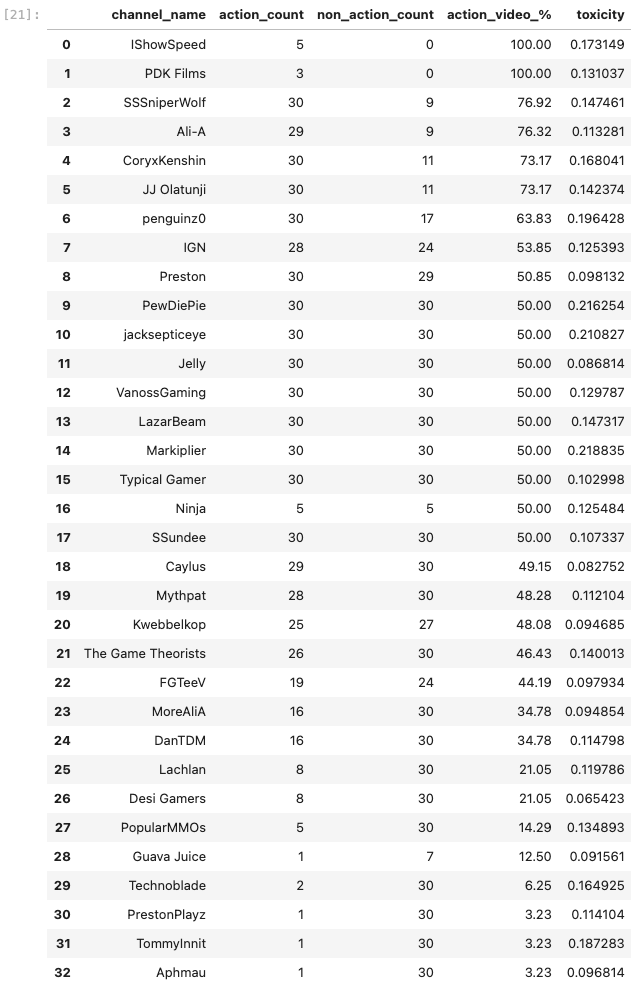 [21]:
channel_name action_count non_action_count action_video_% toxicity
0 IShowSpeed 5 0 100.00 0.173149
1 PDK Films 3 0 100.00 0.131037
2 SSSniperWolf 30 9 76.92 0.147461
3 Ali-A 29 9 76.32 0.113281
4 CoryxKenshin 30 11 73.17 0.168041
5 JJ Olatunji 30 11 73.17 0.142374
6 penguinz0 30 17 63.83 0.196428
7 IGN 28 24 53.85 0.125393
8 Preston 30 29 50.85 0.098132
9 PewDiePie 30 30 50.00 0.216254
10 jacksepticeye 30 30 50.00 0.210827
11 Jelly 30 30 50.00 0.086814
12 VanossGaming 30 30 50.00 0.129787
13 LazarBeam 30 30 50.00 0.147317
14 Markiplier 30 30 50.00 0.218835
15 Typical Gamer 30 30 50.00 0.102998
16 Ninja 5 5 50.00 0.125484
17 SSundee 30 30 50.00 0.107337
18 Caylus 29 30 49.15 0.082752
19 Mythpat 28 30 48.28 0.112104
20 Kwebbelkop 25 27 48.08 0.094685
21 The Game Theorists 26 30 46.43 0.140013
22 FGTeeV 19 24 44.19 0.097934
23 MoreAliA 16 30 34.78 0.094854
24 DanTDM 16 30 34.78 0.114798
25 Lachlan 8 30 21.05 0.119786
26 Desi Gamers 8 30 21.05 0.065423
27 PopularMMOs 5 30 14.29 0.134893
28 Guava Juice 1 7 12.50 0.091561
29 Technoblade 2 30 6.25 0.164925
30 PrestonPlayz 1 30 3.23 0.114104
31 TommyInnit 1 30 3.23 0.187283
32 Aphmau 1 30 3.23 0.096814